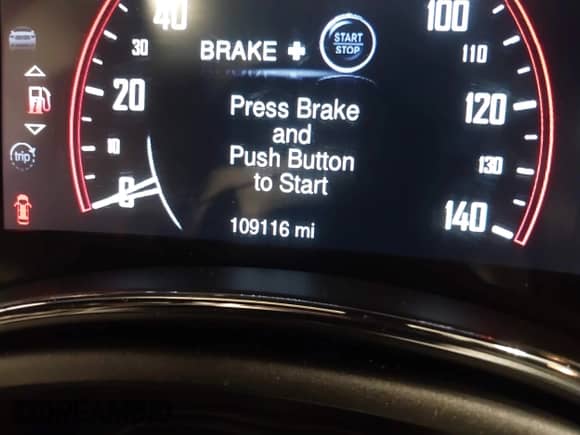 40
100
30
BRAKE + START STOP
110
20
Press Brake
120
and
trip
10
Push Button
130
to Start
0
140
109116 mi